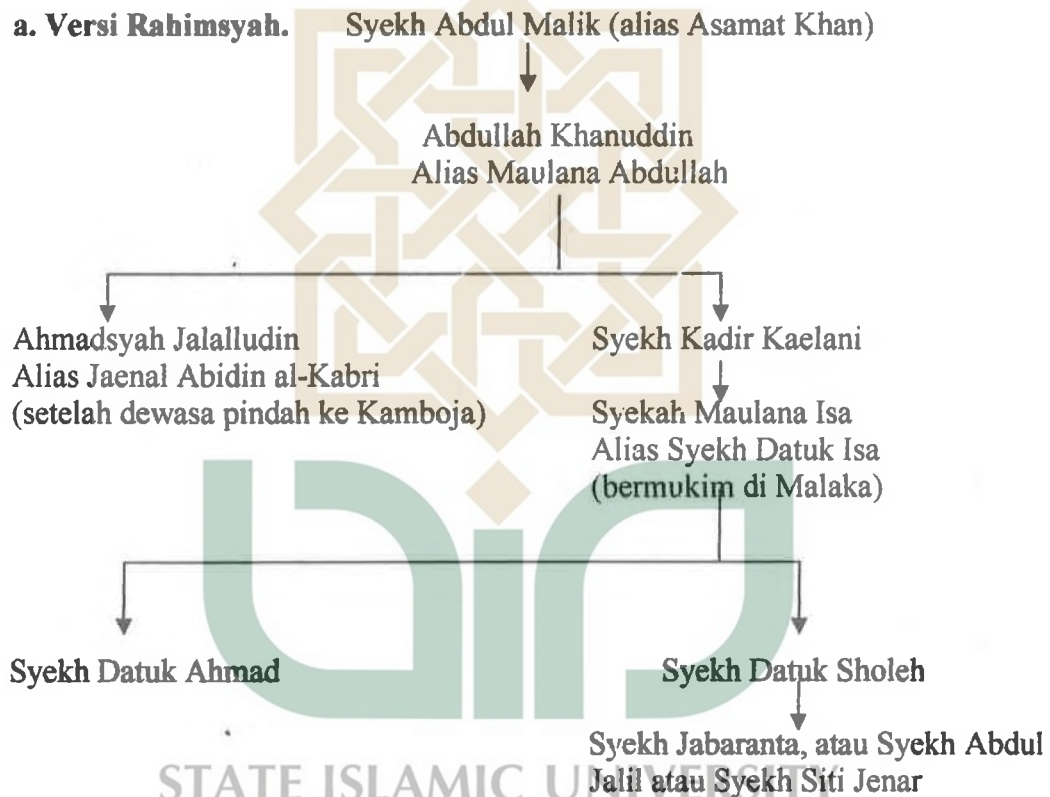 a. Versi Rahimsyah. Syekh Abdul Malik (alias Asamat Khan)
Abdullah Khanuddin
Alias Maulana Abdullah
Ahmadsyah Jalalludin
Alias Jaenal Abidin al-Kabri
(setelah dewasa pindah ke Kamboja)
Syekh Kadir Kaelani
Syekah Maulana Isa
Alias Syekh Datuk Isa
(bermukim di Malaka)
Syekh Datuk Ahmad
Syekh Datuk Sholeh
Syekh Jabaranta, atau Syekh Abdul
Jalil atau Syekh Siti Jenar
STATE ISLAMIC UNIVERSITY